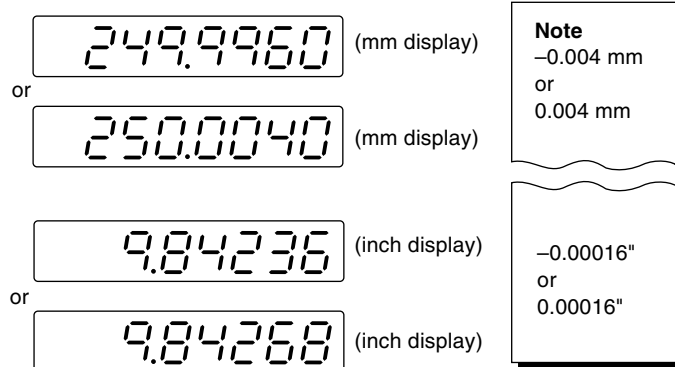 249.9960 (mm display)
or
250.0040 (mm display)
9.84236 (inch display)
or
9.84268 (inch display)
Note
–0.004 mm
or
0.004 mm
–0.00016"
or
0.00016"